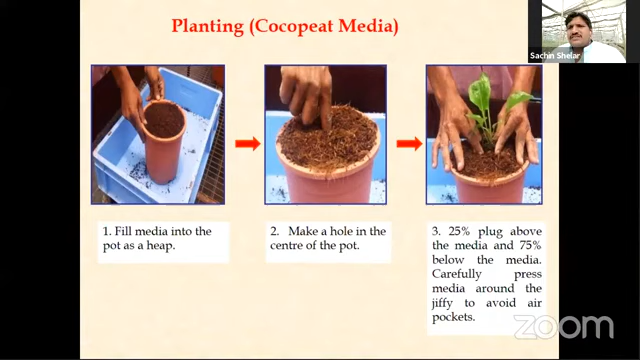 Planting (Cocopeat Media)
Sachin Shelar
1. Fill media into the
pot as a heap.
2. Make a hole in the
centre of the pot.
3. 25% plug above
the media and 75%
below the media.
Carefully press
media around the
jiffy to avoid air
pockets.
zoom